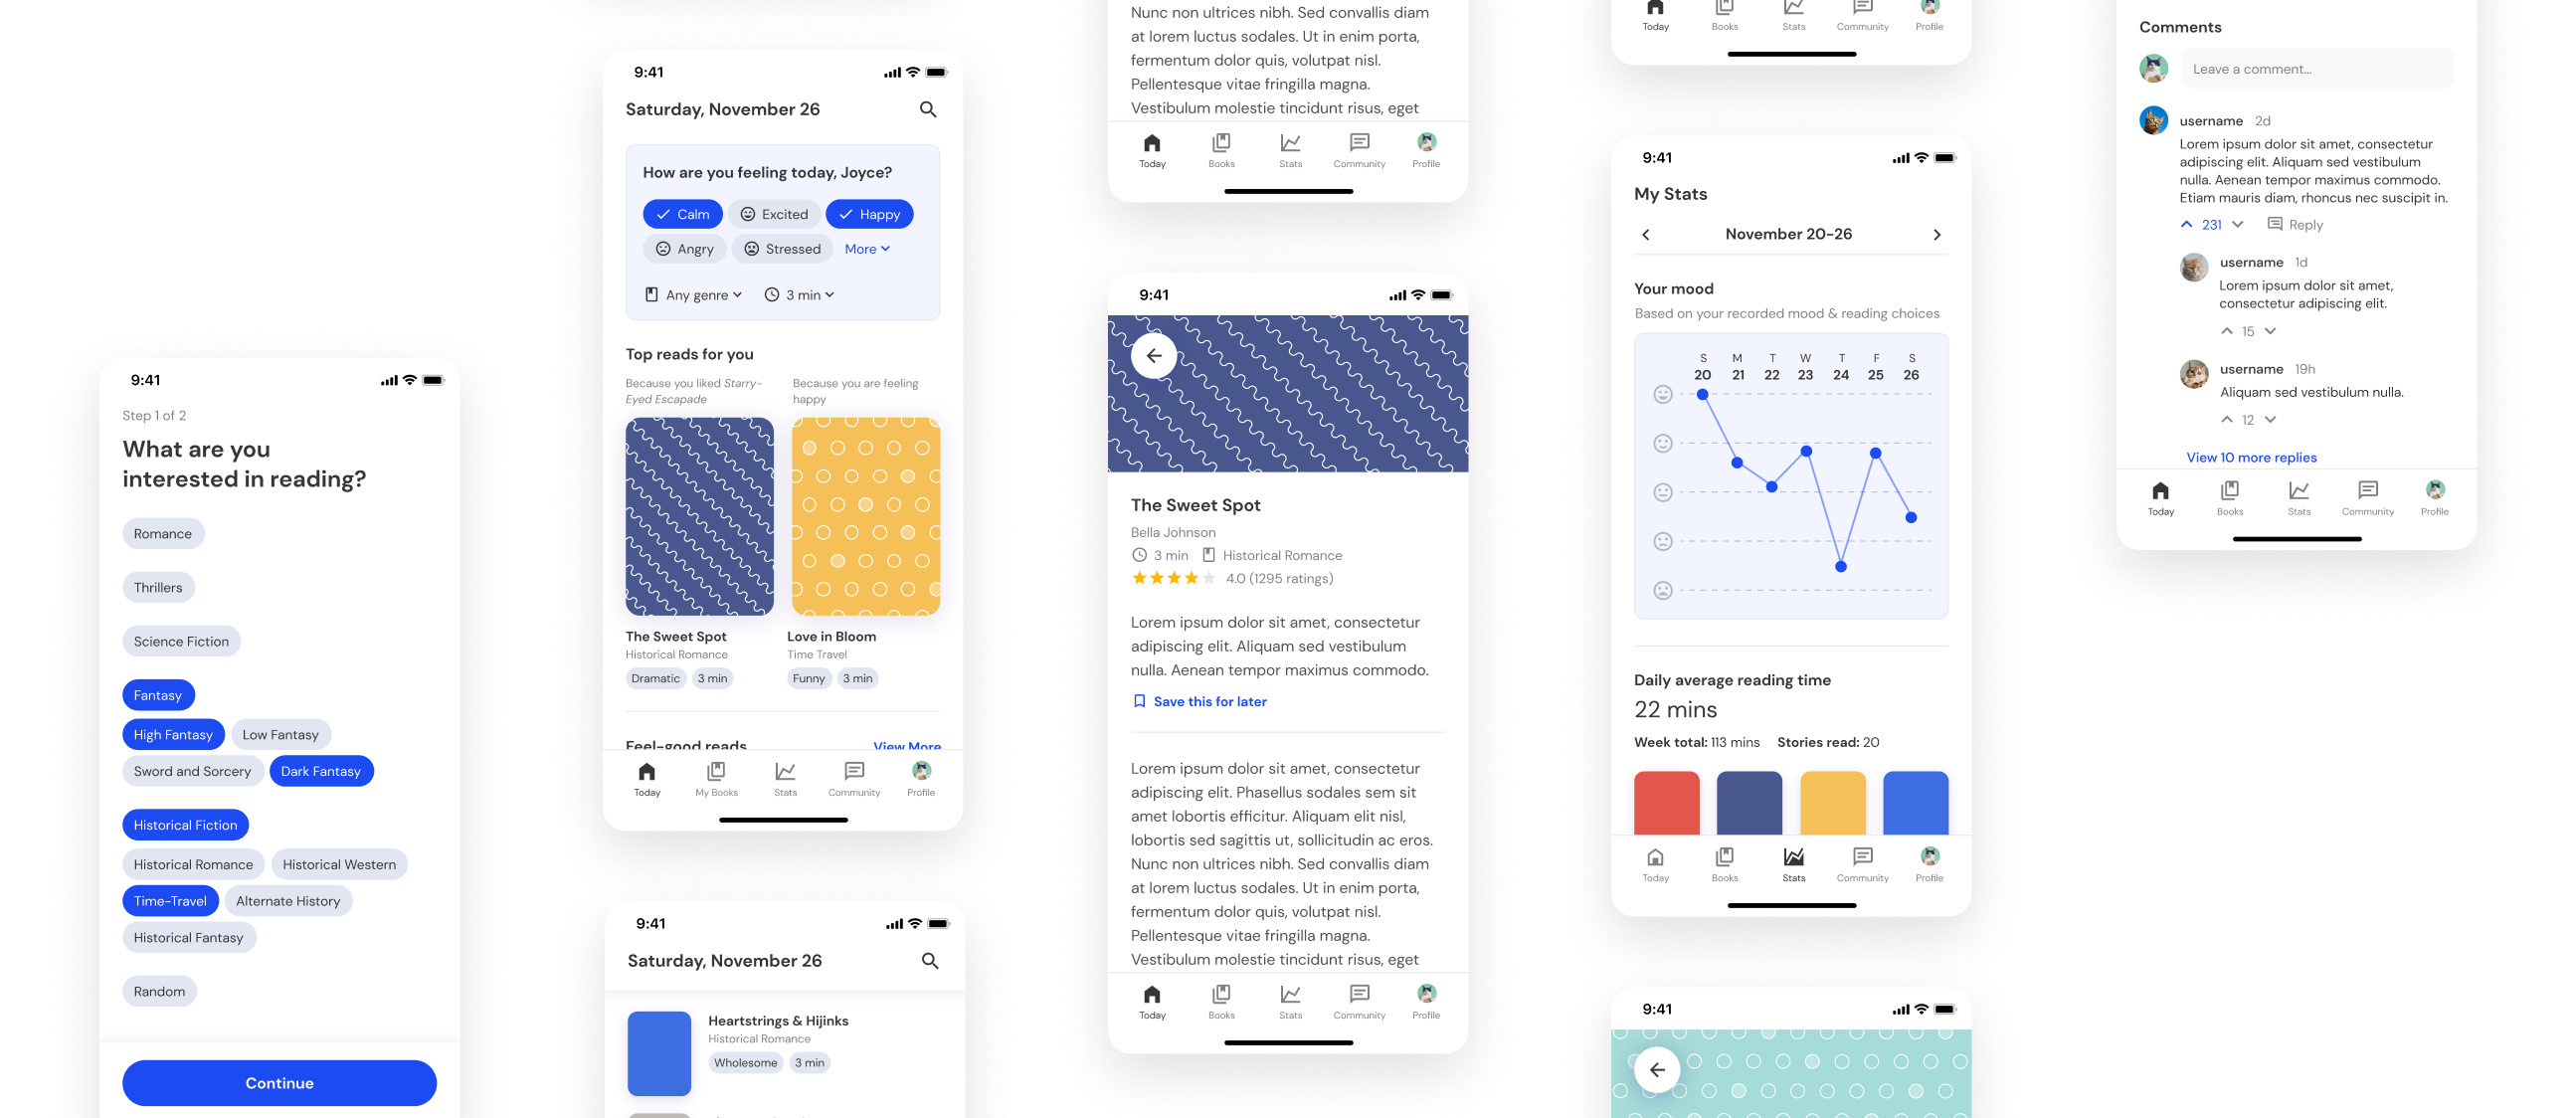 9:41
Step 1 of 2
What are you
interested in reading?
Romance
Thrillers
Science Fiction
Fantasy
High Fantasy
Low Fantasy
Sword and Sorcery
Dark Fantasy
Historical Fiction
Historical Romance
Historical Western
Time-Travel
Alternate History
Historical Fantasy
Random
Continue
9:41
Saturday, November 26
How are you feeling today, Joyce?
Calm
Excited
Happy
Angry
Stressed
More
Any genre
3 min
Top reads for you
Because you liked Starry-
Eyed Escapade
Because you are feeling
happy
The Sweet Spot
Historical Romance
Dramatic
3 min
Love in Bloom
Time Travel
Funny
3 min
Feel-good reads
View More
Today
My Books
Stats
Community
Profile
9:41
Saturday, November 26
Heartstrings & Hijinks
Historical Romance
Wholesome
3 min
Nunc non ultrices nibh. Sed convallis diam
at lorem luctus sodales. Ut in enim porta,
fermentum dolor quis, volutpat nisl.
Pellentesque vitae fringilla magna.
Vestibulum molestie tincidunt risus, eget
Today
Books
Stats
Community
Profile
9:41
The Sweet Spot
Bella Johnson
3 min
Historical Romance
4.0 (1295 ratings)
Lorem ipsum dolor sit amet, consectetur
adipiscing elit. Aliquam sed vestibulum
nulla. Aenean tempor maximus commodo.
Save this for later
Lorem ipsum dolor sit amet, consectetur
adipiscing elit. Phasellus sodales sem sit
amet lobortis efficitur. Aliquam elit nisl,
lobortis sed sagittis ut, sollicitudin ac eros.
Nunc non ultrices nibh. Sed convallis diam
at lorem luctus sodales. Ut in enim porta,
fermentum dolor quis, volutpat nisl.
Pellentesque vitae fringilla magna.
Vestibulum molestie tincidunt risus, eget
Today
Books
Stats
Community
Profile
Today
Books
Stats
Community
Profile
9:41
My Stats
November 20-26
Your mood
Based on your recorded mood & reading choices
S M T W T F S
20 21 22 23 24 25 26
Daily average reading time
22 mins
Week total: 113 mins
Stories read: 20
Today
Books
Stats
Community
Profile
9:41
Comments
Leave a comment...
username 2d
Lorem ipsum dolor sit amet, consectetur
adipiscing elit. Aliquam sed vestibulum
nulla. Aenean tempor maximus commodo.
Etiam mauris diam, rhoncus nec suscipit in.
231
Reply
username 1d
Lorem ipsum dolor sit amet,
consectetur adipiscing elit.
15
username 19h
Aliquam sed vestibulum nulla.
12
View 10 more replies
Today
Books
Stats
Community
Profile